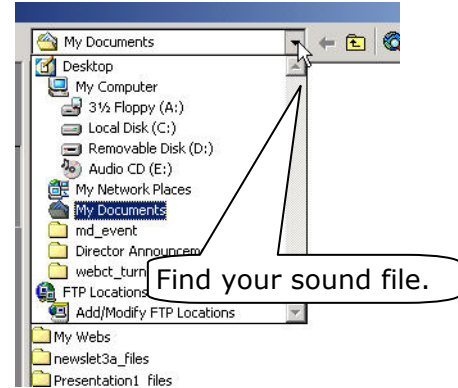 My Documents
Desktop
My Computer
3½ Floppy (A:)
Local Disk (C:)
Removable Disk (D:)
Audio CD (E:)
My Network Places
My Documents
md_event
Director Announcem
webct_turn
Find your sound file.
FTP Locations
Add/Modify FTP Locations
My Webs
newslet3a_files
Presentation1_files